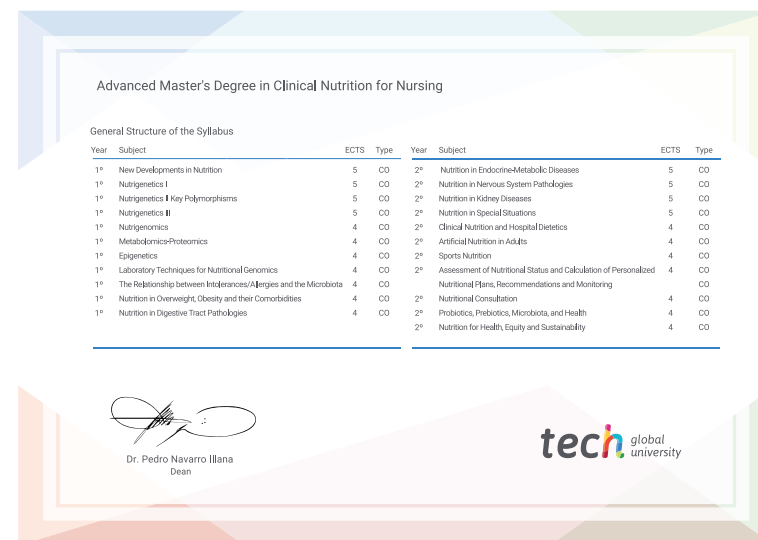 Advanced Master's Degree in Clinical Nutrition for Nursing
General Structure of the Syllabus
Year Subject ECTS Type
1º New Developments in Nutrition 5 CO
1º Nutrigenetics I 5 CO
1º Nutrigenetics II Key Polymorphisms 5 CO
1º Nutrigenetics III 5 CO
1º Nutrigenomics 4 CO
1º Metabolomics-Proteomics 4 CO
1º Epigenetics 4 CO
1º Laboratory Techniques for Nutritional Genomics 4 CO
1º The Relationship between Intolerances/Allergies and the Microbiota 4 CO
1º Nutrition in Overweight, Obesity and their Comorbidities 4 CO
1º Nutrition in Digestive Tract Pathologies 4 CO
Year Subject ECTS Type
2º Nutrition in Endocrine-Metabolic Diseases 5 CO
2º Nutrition in Nervous System Pathologies 5 CO
2º Nutrition in Kidney Diseases 5 CO
2º Nutrition in Special Situations 5 CO
2º Clinical Nutrition and Hospital Dietetics 4 CO
2º Artificial Nutrition in Adults 4 CO
2º Sports Nutrition 4 CO
2º Assessment of Nutritional Status and Calculation of Personalized 4 CO
Nutritional Plans, Recommendations and Monitoring CO
2º Nutritional Consultation 4 CO
2º Probiotics, Prebiotics, Microbiota, and Health 4 CO
2º Nutrition for Health, Equity and Sustainability 4 CO
Dr. Pedro Navarro Illana
Dean
tech global
university